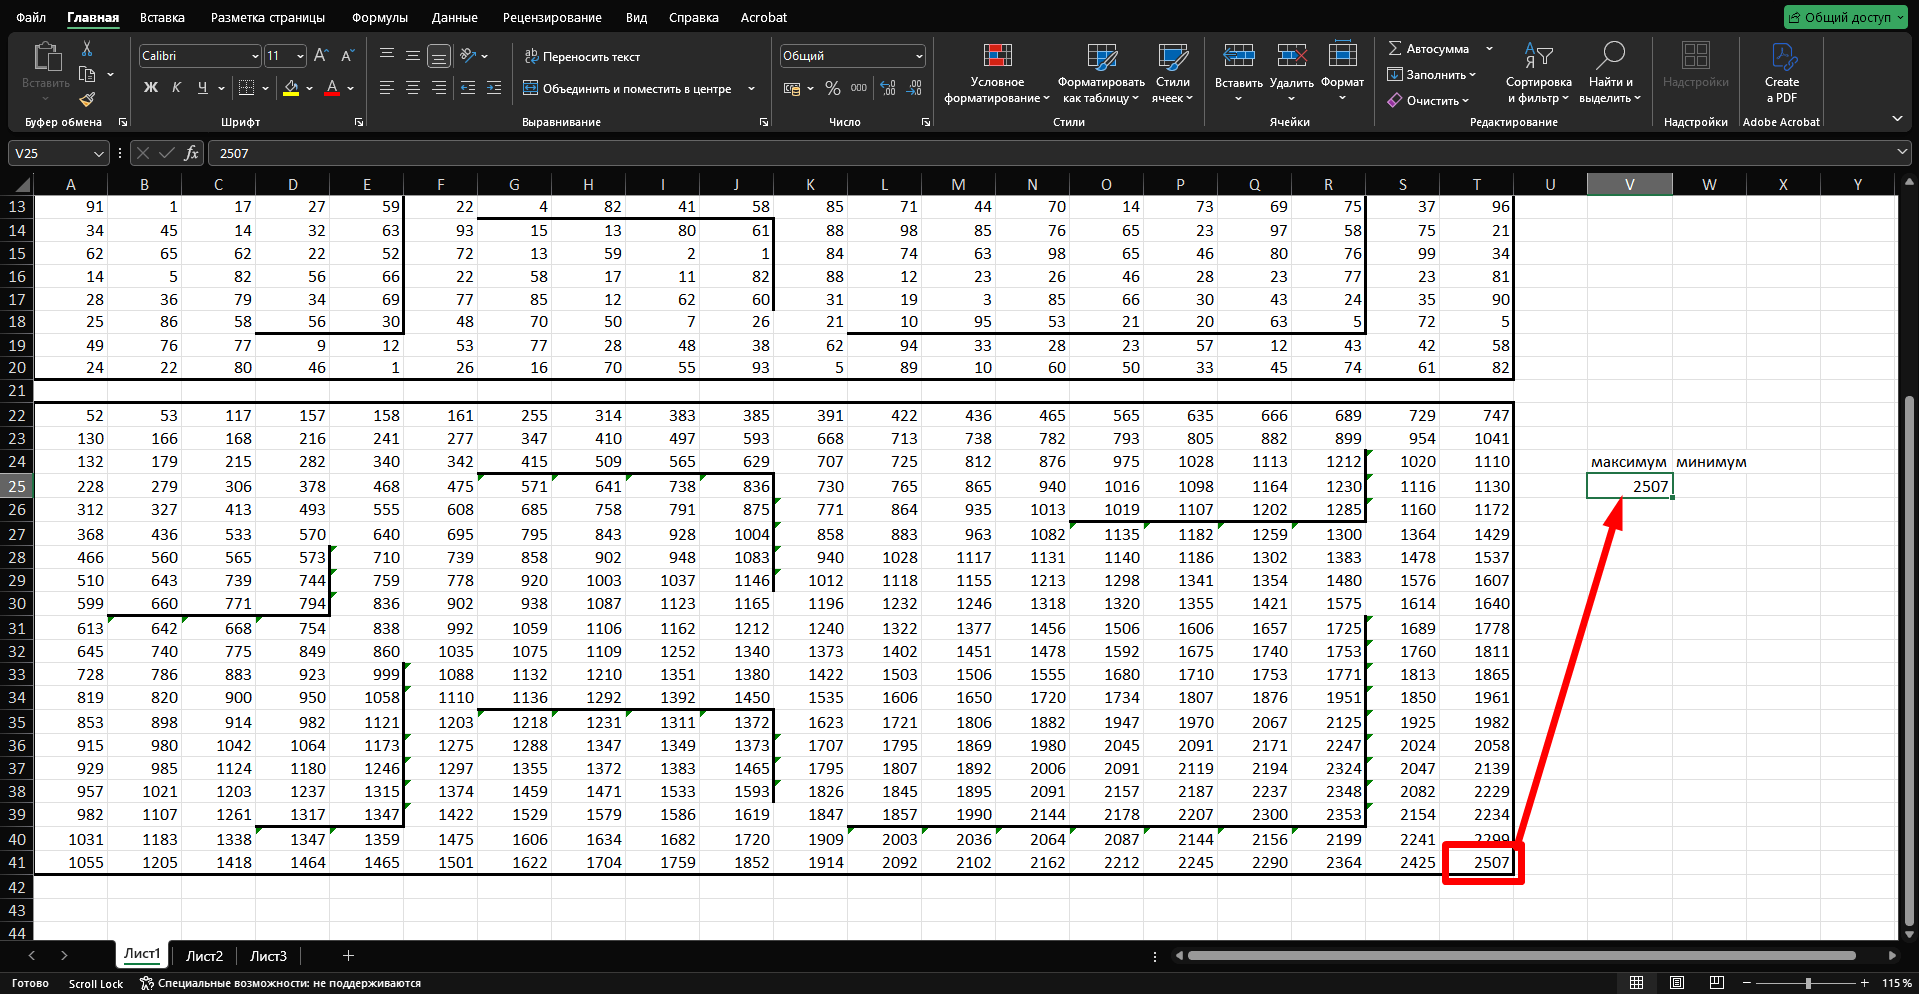 Файл Главная Вставка Разметка страницы Формулы Данные Рецензирование Вид Справка Acrobat Общий доступ
Вставить
Буфер обмена
Calibri 11
Ж К Ч А
Шрифт
Переносить текст
Объединить и поместить в центре
Выравнивание
Общий
% 000
Число
Условное форматирование
Форматировать как таблицу
Стили ячеек
Стили
Вставить Удалить Формат
Ячейки
Автосумма
Заполнить
Очистить
Сортировка и фильтр
Найти и выделить
Редактирование
Надстройки
Надстройки
Create a PDF
Adobe Acrobat
V25 fx 2507
A B C D E F G H I J K L M N O P Q R S T U V W X Y
13 91 1 17 27 59 22 4 82 41 58 85 71 44 70 14 73 69 75 37 96
14 34 45 14 32 63 93 15 13 80 61 88 98 85 76 65 23 97 58 75 21
15 62 65 62 22 52 72 13 59 2 1 84 74 63 98 65 46 80 76 99 34
16 14 5 82 56 66 22 58 17 11 82 88 12 23 26 46 28 23 77 23 81
17 28 36 79 34 69 77 85 12 62 60 31 19 3 85 66 30 43 24 35 90
18 25 86 58 56 30 48 70 50 7 26 21 10 95 53 21 20 63 5 72 5
19 49 76 77 9 12 53 77 28 48 38 62 94 33 28 23 57 12 43 42 58
20 24 22 80 46 1 26 16 70 55 93 5 89 10 60 50 33 45 74 61 82
21
22 52 53 117 157 158 161 255 314 383 385 391 422 436 465 565 635 666 689 729 747
23 130 166 168 216 241 277 347 410 497 593 668 713 738 782 793 805 882 899 954 1041
24 132 179 215 282 340 342 415 509 565 629 707 725 812 876 975 1028 1113 1212 1020 1110 максимум минимум
25 228 279 306 378 468 475 571 641 738 836 730 765 865 940 1016 1098 1164 1230 1116 1130 2507
26 312 327 413 493 555 608 685 758 791 875 771 864 935 1013 1019 1107 1202 1285 1160 1172
27 368 436 533 570 640 695 795 843 928 1004 858 883 963 1082 1135 1182 1259 1300 1364 1429
28 466 560 565 573 710 739 858 902 948 1083 940 1028 1117 1131 1140 1186 1302 1383 1478 1537
29 510 643 739 744 759 778 920 1003 1037 1146 1012 1118 1155 1213 1298 1341 1354 1480 1576 1607
30 599 660 771 794 836 902 938 1087 1123 1165 1196 1232 1246 1318 1320 1355 1421 1575 1614 1640
31 613 642 668 754 838 992 1059 1106 1162 1212 1240 1322 1377 1456 1506 1606 1657 1725 1689 1778
32 645 740 775 849 860 1035 1075 1109 1252 1340 1373 1402 1451 1478 1592 1675 1740 1753 1760 1811
33 728 786 883 923 999 1088 1132 1210 1351 1380 1422 1503 1506 1555 1680 1710 1753 1771 1813 1865
34 819 820 900 950 1058 1110 1136 1292 1392 1450 1535 1606 1650 1720 1734 1807 1876 1951 1850 1961
35 853 898 914 982 1121 1203 1218 1231 1311 1372 1623 1721 1806 1882 1947 1970 2067 2125 1925 1982
36 915 980 1042 1064 1173 1275 1288 1347 1349 1373 1707 1795 1869 1980 2045 2091 2171 2247 2024 2058
37 929 985 1124 1180 1246 1297 1355 1372 1383 1465 1795 1807 1892 2006 2091 2119 2194 2324 2047 2139
38 957 1021 1203 1237 1315 1374 1459 1471 1533 1593 1826 1845 1895 2091 2157 2187 2237 2348 2082 2229
39 982 1107 1261 1317 1347 1422 1529 1579 1586 1619 1847 1857 1990 2144 2178 2207 2300 2353 2154 2234
40 1031 1183 1338 1347 1359 1475 1606 1634 1682 1720 1909 2003 2036 2064 2087 2144 2156 2199 2241 2299
41 1055 1205 1418 1464 1465 1501 1622 1704 1759 1852 1914 2092 2102 2162 2212 2245 2290 2364 2425 2507
42
43
44
Лист1 Лист2 Лист3
Готово Scroll Lock Специальные возможности: не поддерживаются 115 %